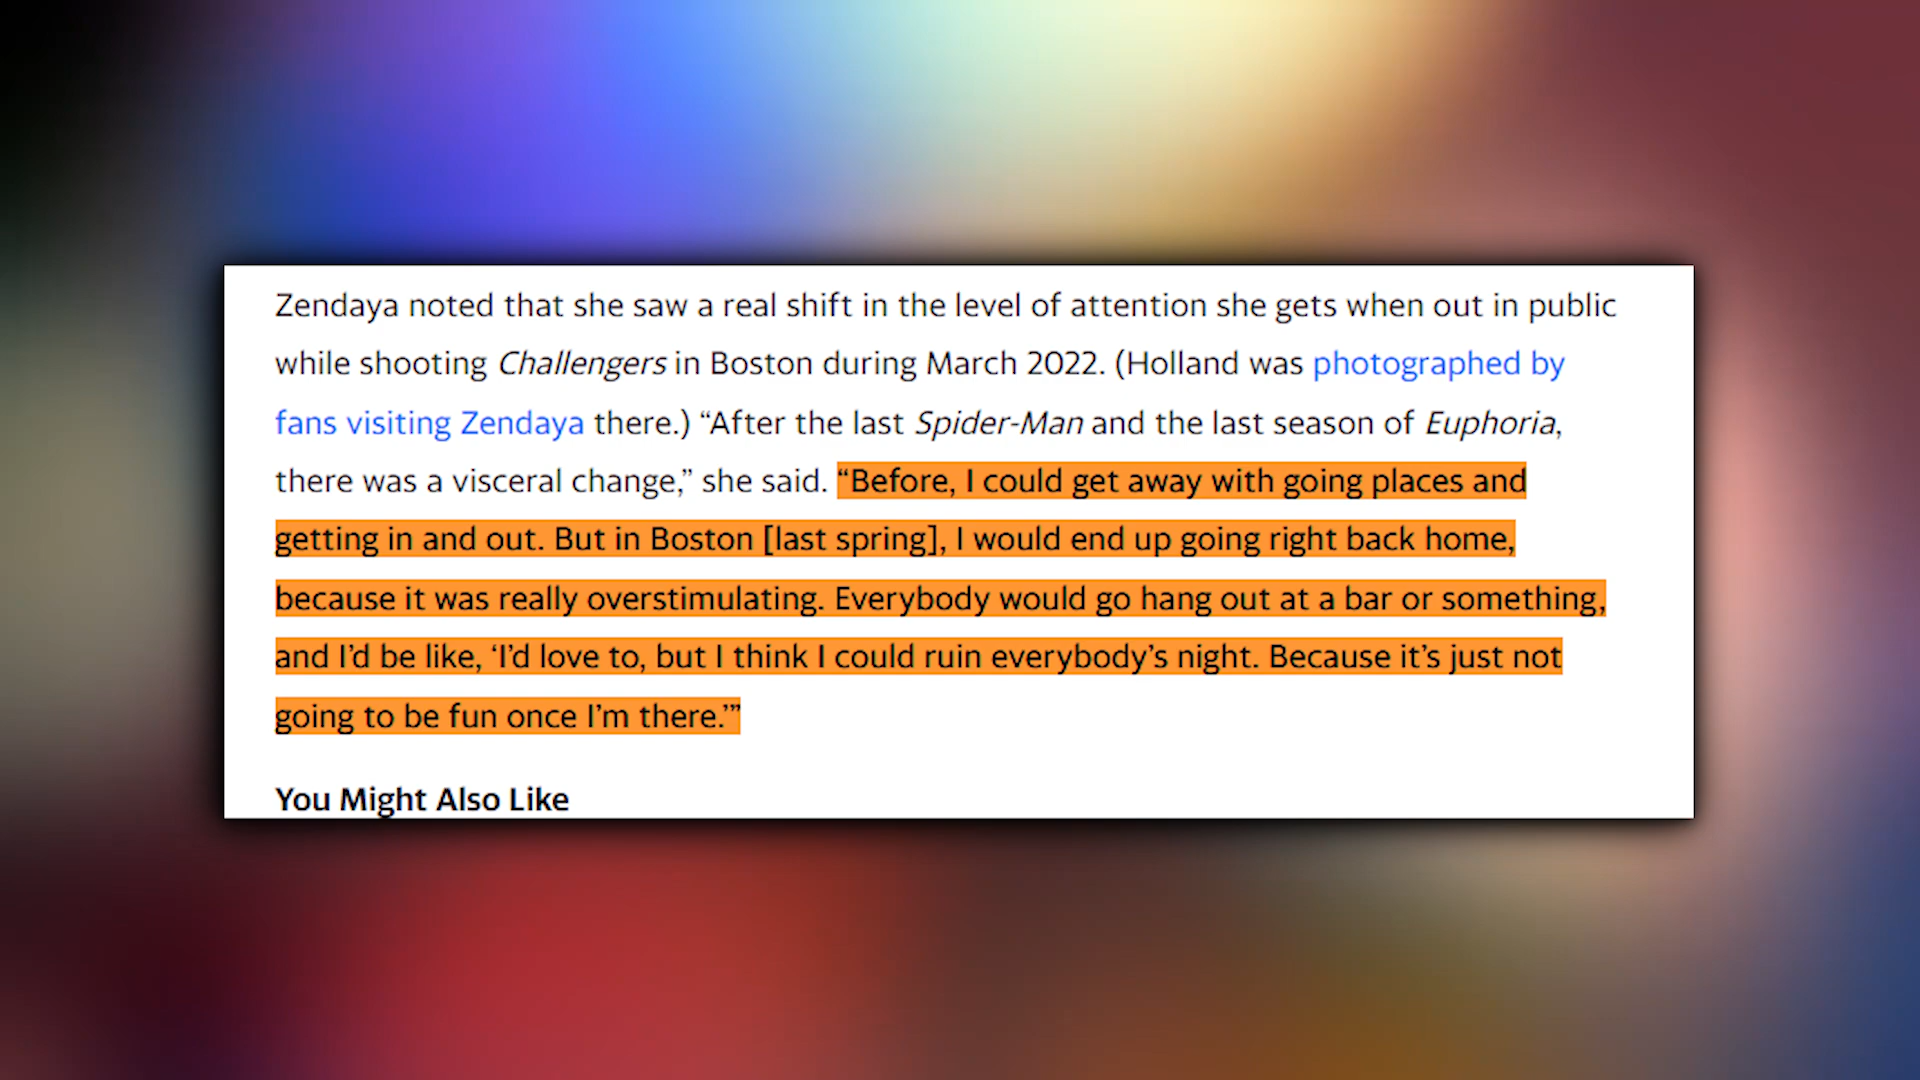 Zendaya noted that she saw a real shift in the level of attention she gets when out in public
while shooting Challengers in Boston during March 2022. (Holland was photographed by
fans visiting Zendaya there.) “After the last Spider-Man and the last season of Euphoria,
there was a visceral change,” she said. “Before, I could get away with going places and
getting in and out. But in Boston [last spring], I would end up going right back home,
because it was really overstimulating. Everybody would go hang out at a bar or something,
and I’d be like, ‘I’d love to, but I think I could ruin everybody’s night. Because it’s just not
going to be fun once I’m there.’”
You Might Also Like